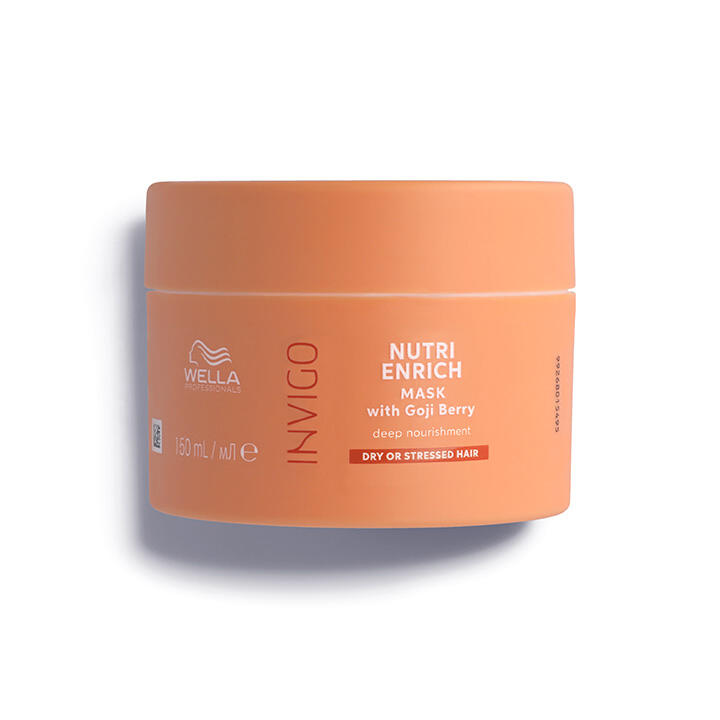 WELLA
PROFESSIONALS
150 mL / мл ℮
INVIGO
NUTRI
ENRICH
MASK
with Goji Berry
deep nourishment
DRY OR STRESSED HAIR